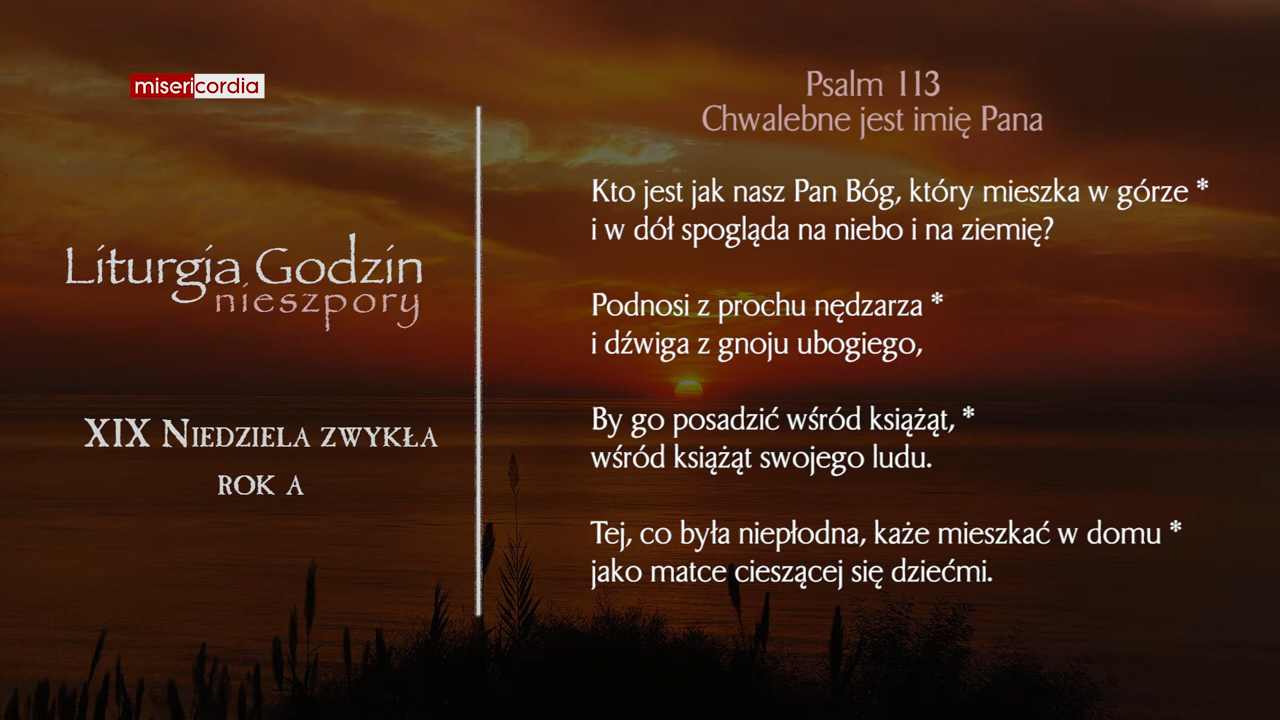 misericordia
Liturgia Godzin
nieszpory
XIX Niedziela zwykła
rok A
Psalm 113
Chwalebne jest imię Pana
Kto jest jak nasz Pan Bóg, który mieszka w górze *
i w dół spogląda na niebo i na ziemię?
Podnosi z prochu nędzarza *
i dźwiga z gnoju ubogiego,
By go posadzić wśród książąt, *
wśród książąt swojego ludu.
Tej, co była niepłodna, każe mieszkać w domu *
jako matce cieszącej się dziećmi.